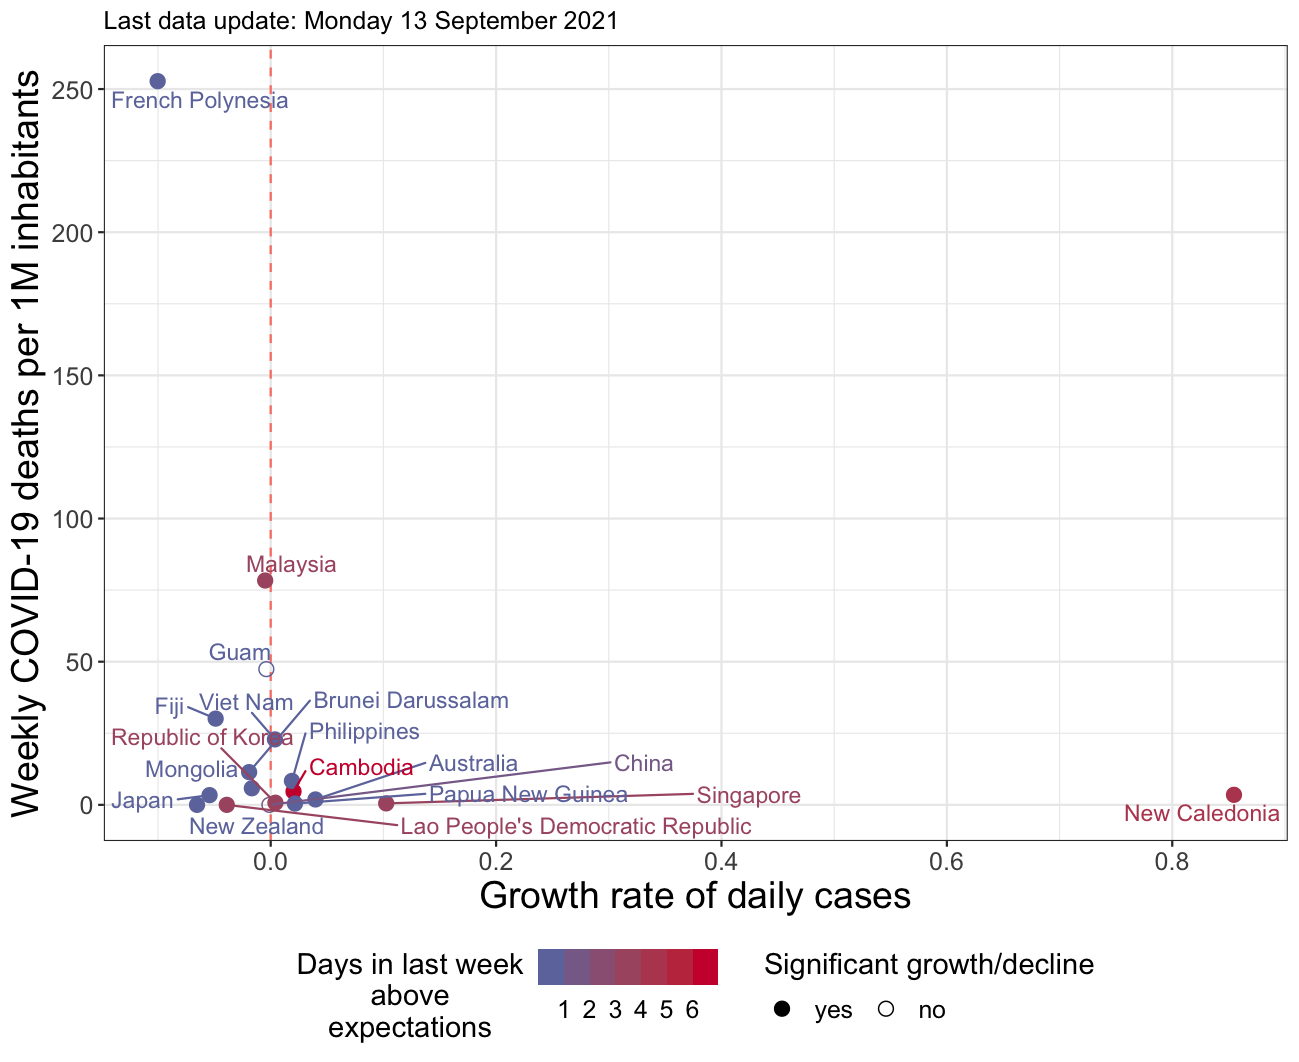 Last data update: Monday 13 September 2021
Weekly COVID-19 deaths per 1M inhabitants
250
200
150
100
50
0
French Polynesia
Malaysia
Guam
Fiji
Viet Nam
Brunei Darussalam
Republic of Korea
Philippines
Mongolia
Cambodia
Australia
China
Japan
Papua New Guinea
Singapore
New Caledonia
New Zealand
Lao People's Democratic Republic
0.0
0.2
0.4
0.6
0.8
Growth rate of daily cases
Days in last week
above
expectations
1 2 3 4 5 6
Significant growth/decline
yes
no